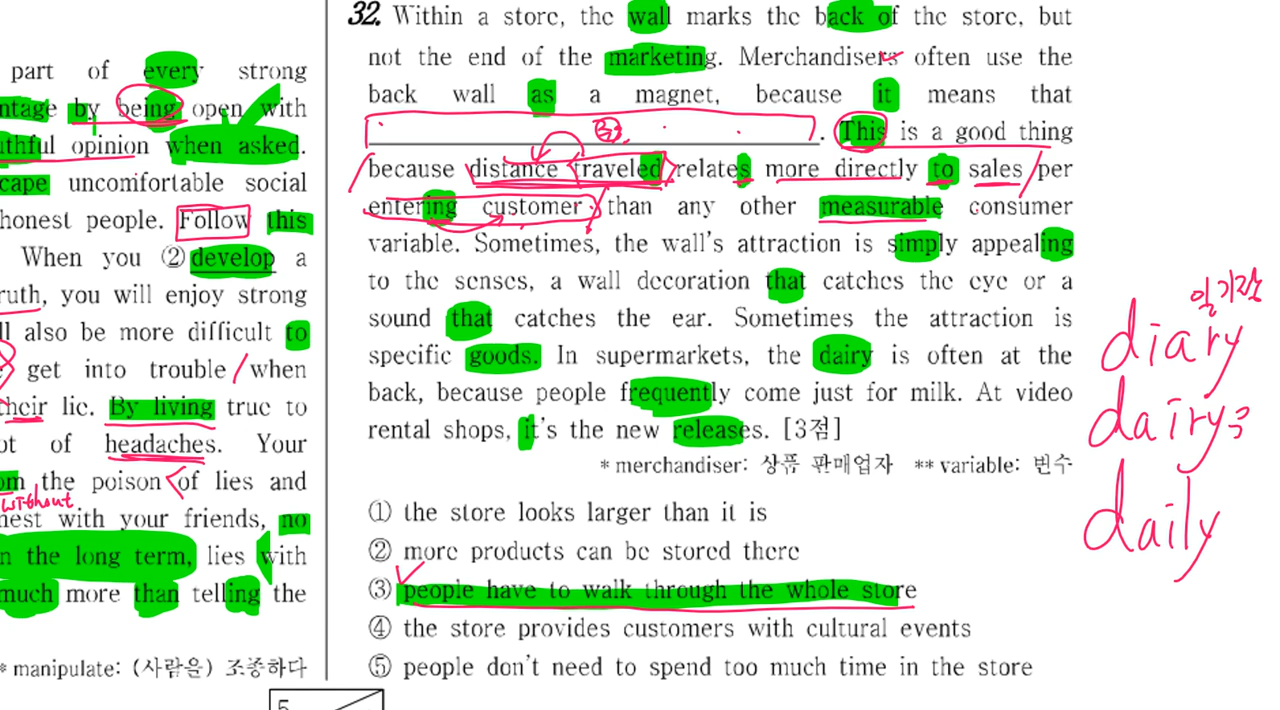 part of every strong
ntage by being open with
uthful opinion when asked.
cape uncomfortable social
honest people. Follow this
When you ② develop a
ruth, you will enjoy strong
ll also be more difficult to
get into trouble when
their lie. By living true to
ot of headaches. Your
om the poison of lies and
without
nest with your friends, no
n the long term, lies with
much more than telling the
* manipulate: (사람을) 조종하다
5
32. Within a store, the wall marks the back of the store, but
not the end of the marketing. Merchandisers often use the
back wall as a magnet, because it means that
. This is a good thing
because distance traveled relates more directly to sales per
entering customer than any other measurable consumer
variable. Sometimes, the wall's attraction is simply appealing
to the senses, a wall decoration that catches the eye or a
sound that catches the ear. Sometimes the attraction is
specific goods. In supermarkets, the dairy is often at the
back, because people frequently come just for milk. At video
rental shops, it's the new releases. [3점]
* merchandiser: 상품 판매업자 ** variable: 변수
① the store looks larger than it is
② more products can be stored there
③ people have to walk through the whole store
④ the store provides customers with cultural events
⑤ people don't need to spend too much time in the store
일기장
diary
dairy
daily